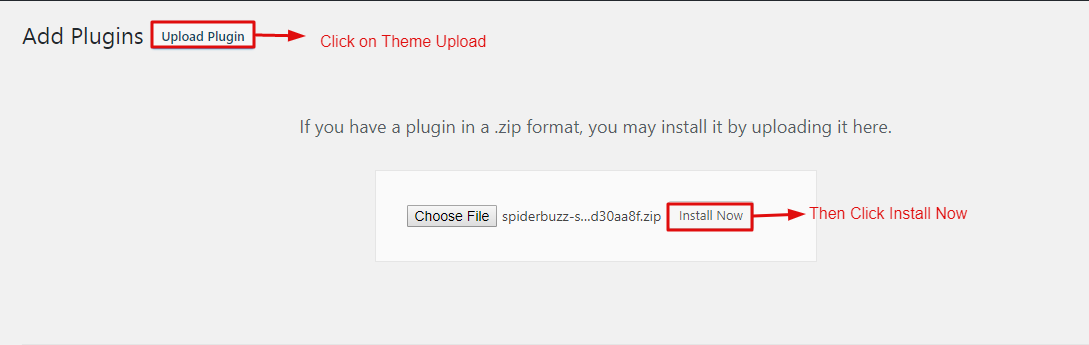 Add Plugins Upload Plugin Click on Theme Upload
If you have a plugin in a .zip format, you may install it by uploading it here.
Choose File spiderbuzz-s...d30aa8f.zip Install Now Then Click Install Now